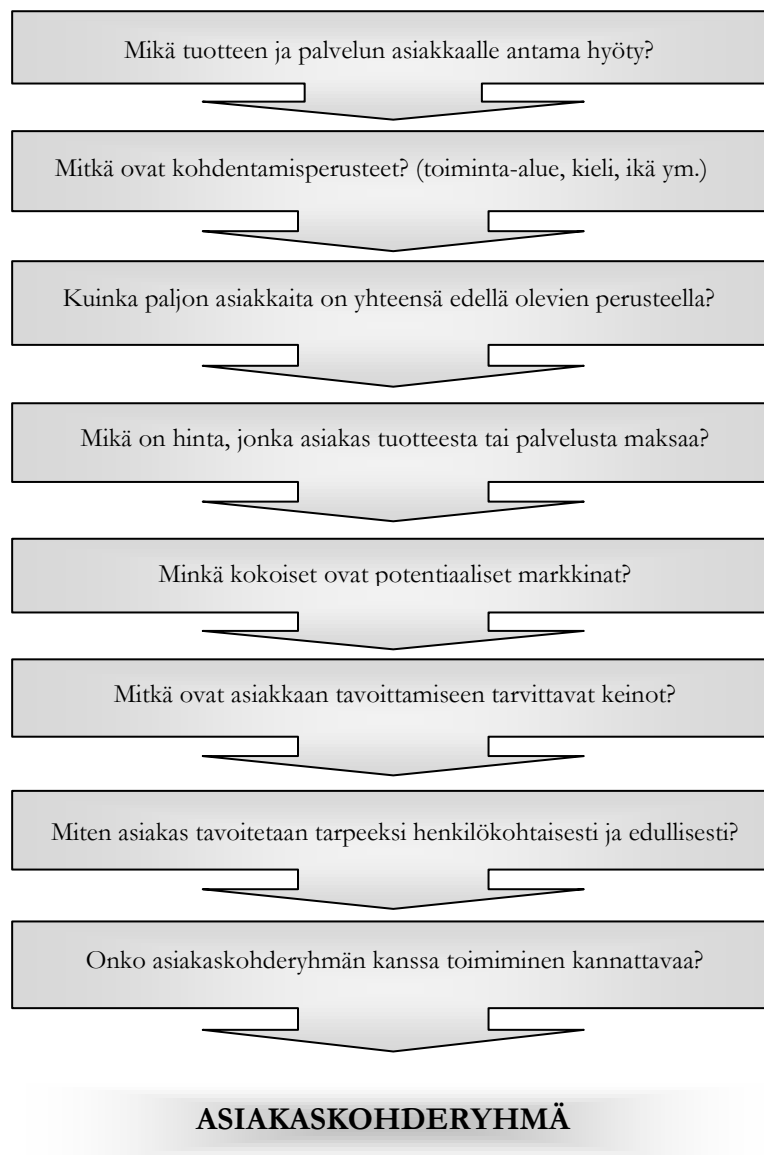 Mikä tuotteen ja palvelun asiakkaalle antama hyöty?
Mitkä ovat kohdentamisperusteet? (toiminta-alue, kieli, ikä ym.)
Kuinka paljon asiakkaita on yhteensä edellä olevien perusteella?
Mikä on hinta, jonka asiakas tuotteesta tai palvelusta maksaa?
Minkä kokoiset ovat potentiaaliset markkinat?
Mitkä ovat asiakkaan tavoittamiseen tarvittavat keinot?
Miten asiakas tavoitetaan tarpeeksi henkilökohtaisesti ja edullisesti?
Onko asiakaskohderyhmän kanssa toimiminen kannattavaa?
ASIAKASKOHDERYHMÄ